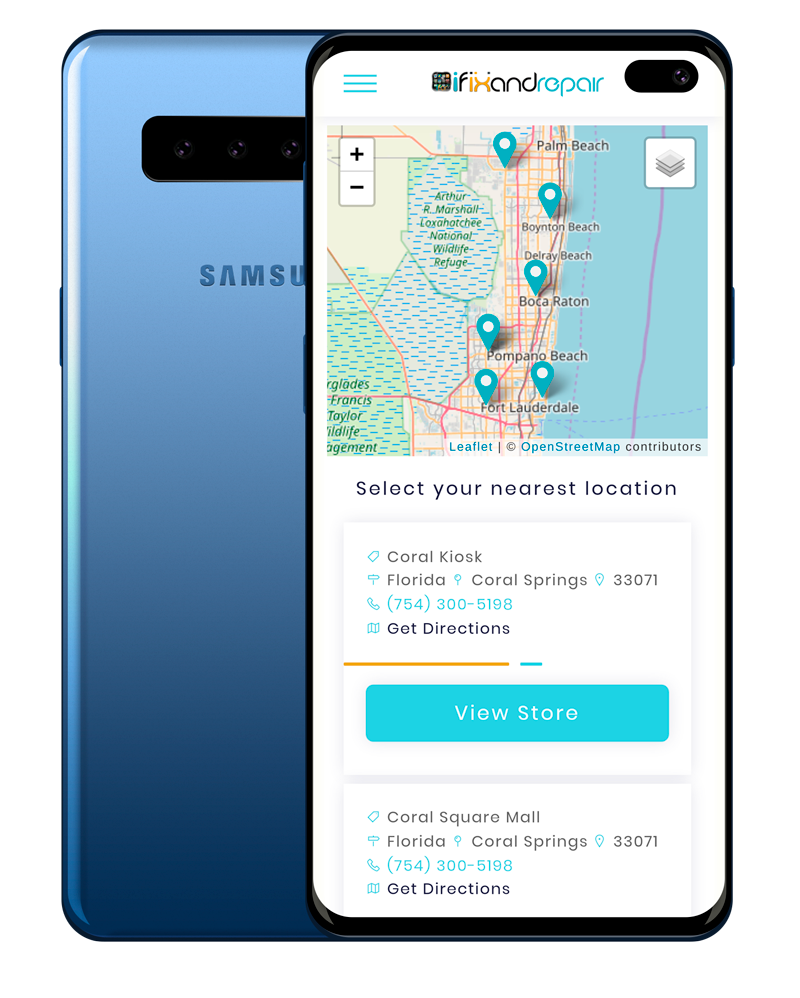 SAMSU
ifixandrepair
+
−
Palm Beach
Arthur
R. Marshall
Loxahatchee
National
Wildlife
Refuge
Boynton Beach
Delray Beach
Boca Raton
Pompano Beach
Fort Lauderdale
rglades
Francis
Taylor
ildlife
agement
Leaflet | © OpenStreetMap contributors
Select your nearest location
Coral Kiosk
Florida Coral Springs 33071
(754) 300-5198
Get Directions
View Store
Coral Square Mall
Florida Coral Springs 33071
(754) 300-5198
Get Directions